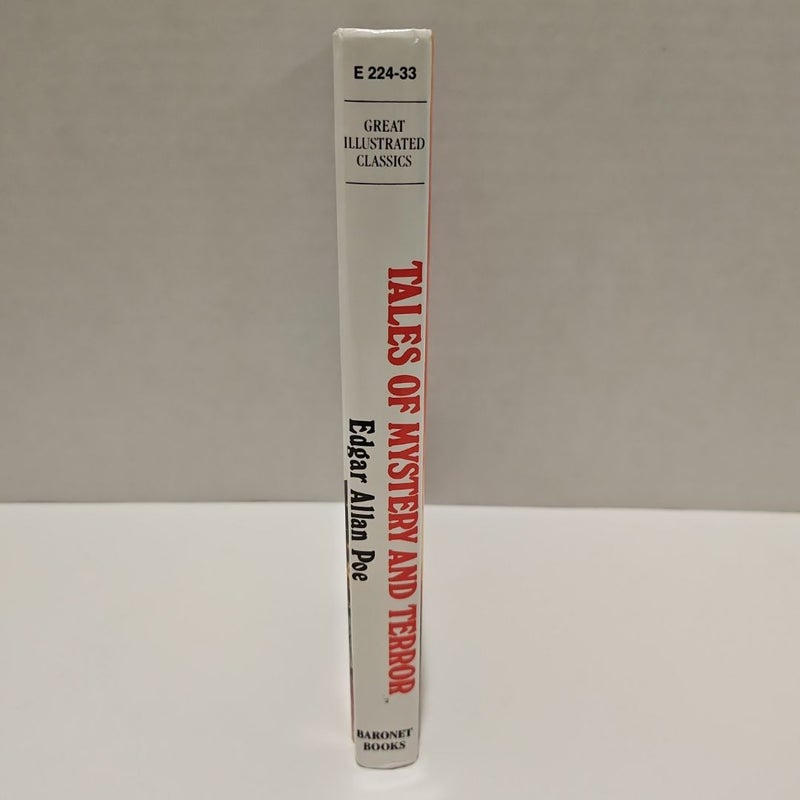 E 224-33
GREAT
ILLUSTRATED
CLASSICS
TALES OF MYSTERY AND TERROR
Edgar Allan Poe
BARONET
BOOKS